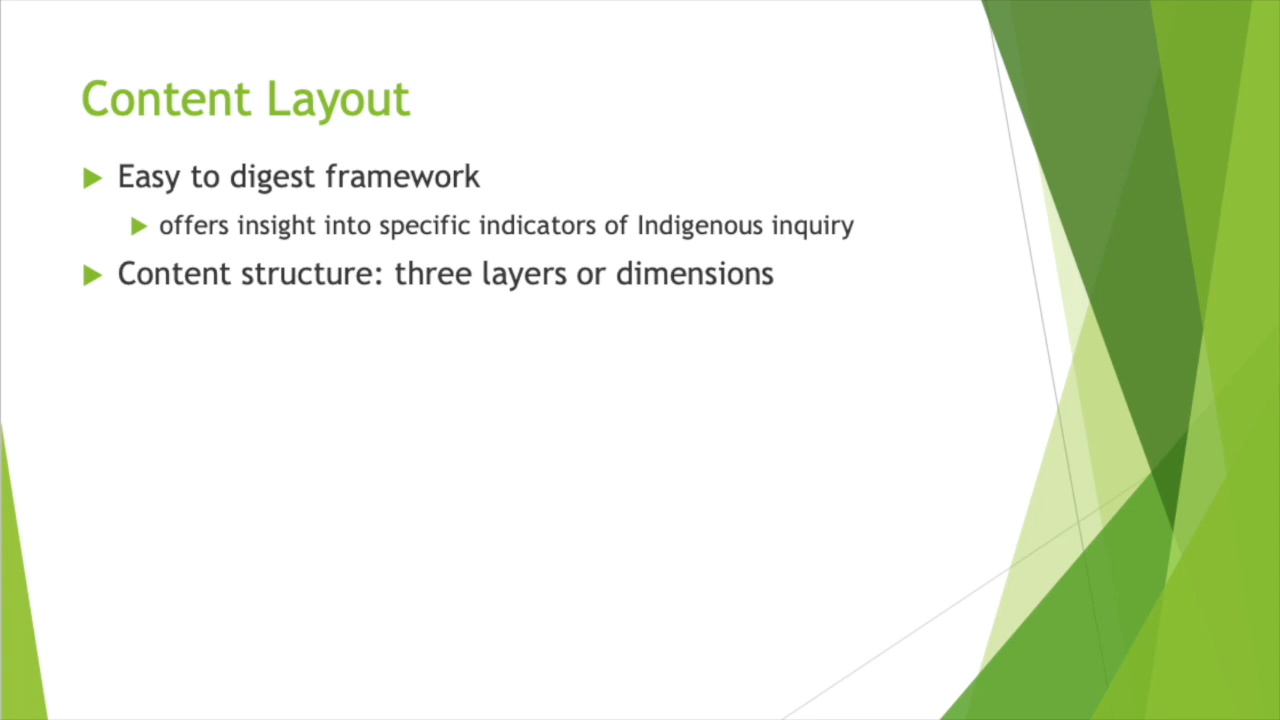 Content Layout
Easy to digest framework
offers insight into specific indicators of Indigenous inquiry
Content structure: three layers or dimensions